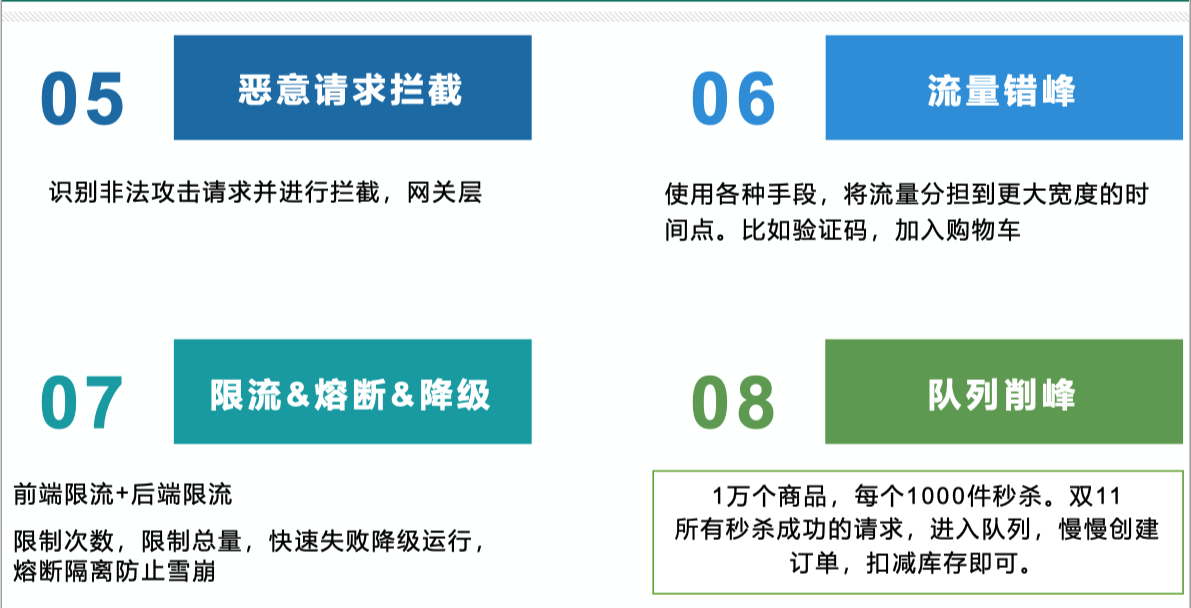 05
恶意请求拦截
识别非法攻击请求并进行拦截，网关层
06
流量错峰
使用各种手段，将流量分担到更大宽度的时
间点。比如验证码，加入购物车
07
限流&熔断&降级
前端限流+后端限流
限制次数，限制总量，快速失败降级运行，
熔断隔离防止雪崩
08
队列削峰
1万个商品，每个1000件秒杀。双11
所有秒杀成功的请求，进入队列，慢慢创建
订单，扣减库存即可。